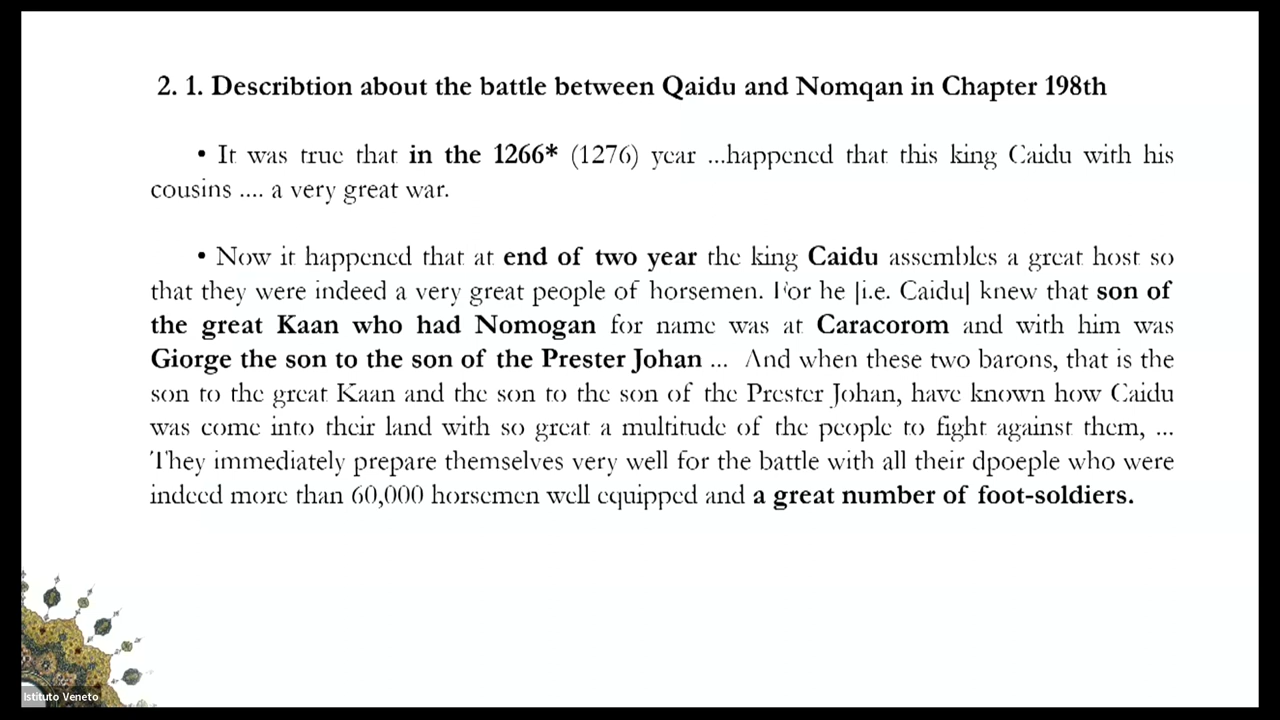 2. 1. Describtion about the battle between Qaidu and Nomqan in Chapter 198th
• It was true that in the 1266* (1276) year ...happened that this king Caidu with his
cousins .... a very great war.
• Now it happened that at end of two year the king Caidu assembles a great host so
that they were indeed a very great people of horsemen. For he [i.e. Caidu] knew that son of
the great Kaan who had Nomogan for name was at Caracorom and with him was
Giorge the son to the son of the Prester Johan ... And when these two barons, that is the
son to the great Kaan and the son to the son of the Prester Johan, have known how Caidu
was come into their land with so great a multitude of the people to fight against them, ...
They immediately prepare themselves very well for the battle with all their dpoeple who were
indeed more than 60,000 horsemen well equipped and a great number of foot-soldiers.
Istituto Veneto